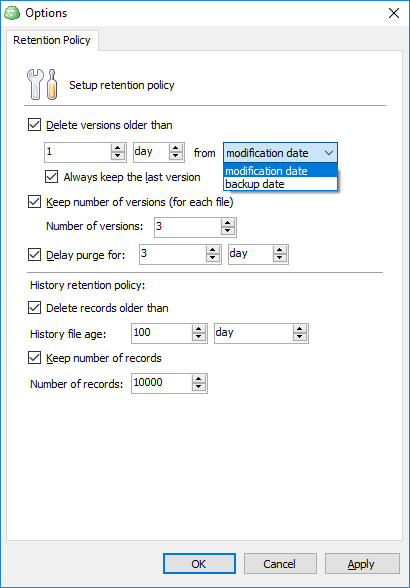 Options
Retention Policy
Setup retention policy
Delete versions older than
1 day from modification date
modification date
backup date
Always keep the last version
Keep number of versions (for each file)
Number of versions: 3
Delay purge for: 3 day
History retention policy:
Delete records older than
History file age: 100 day
Keep number of records
Number of records: 10000
OK Cancel Apply